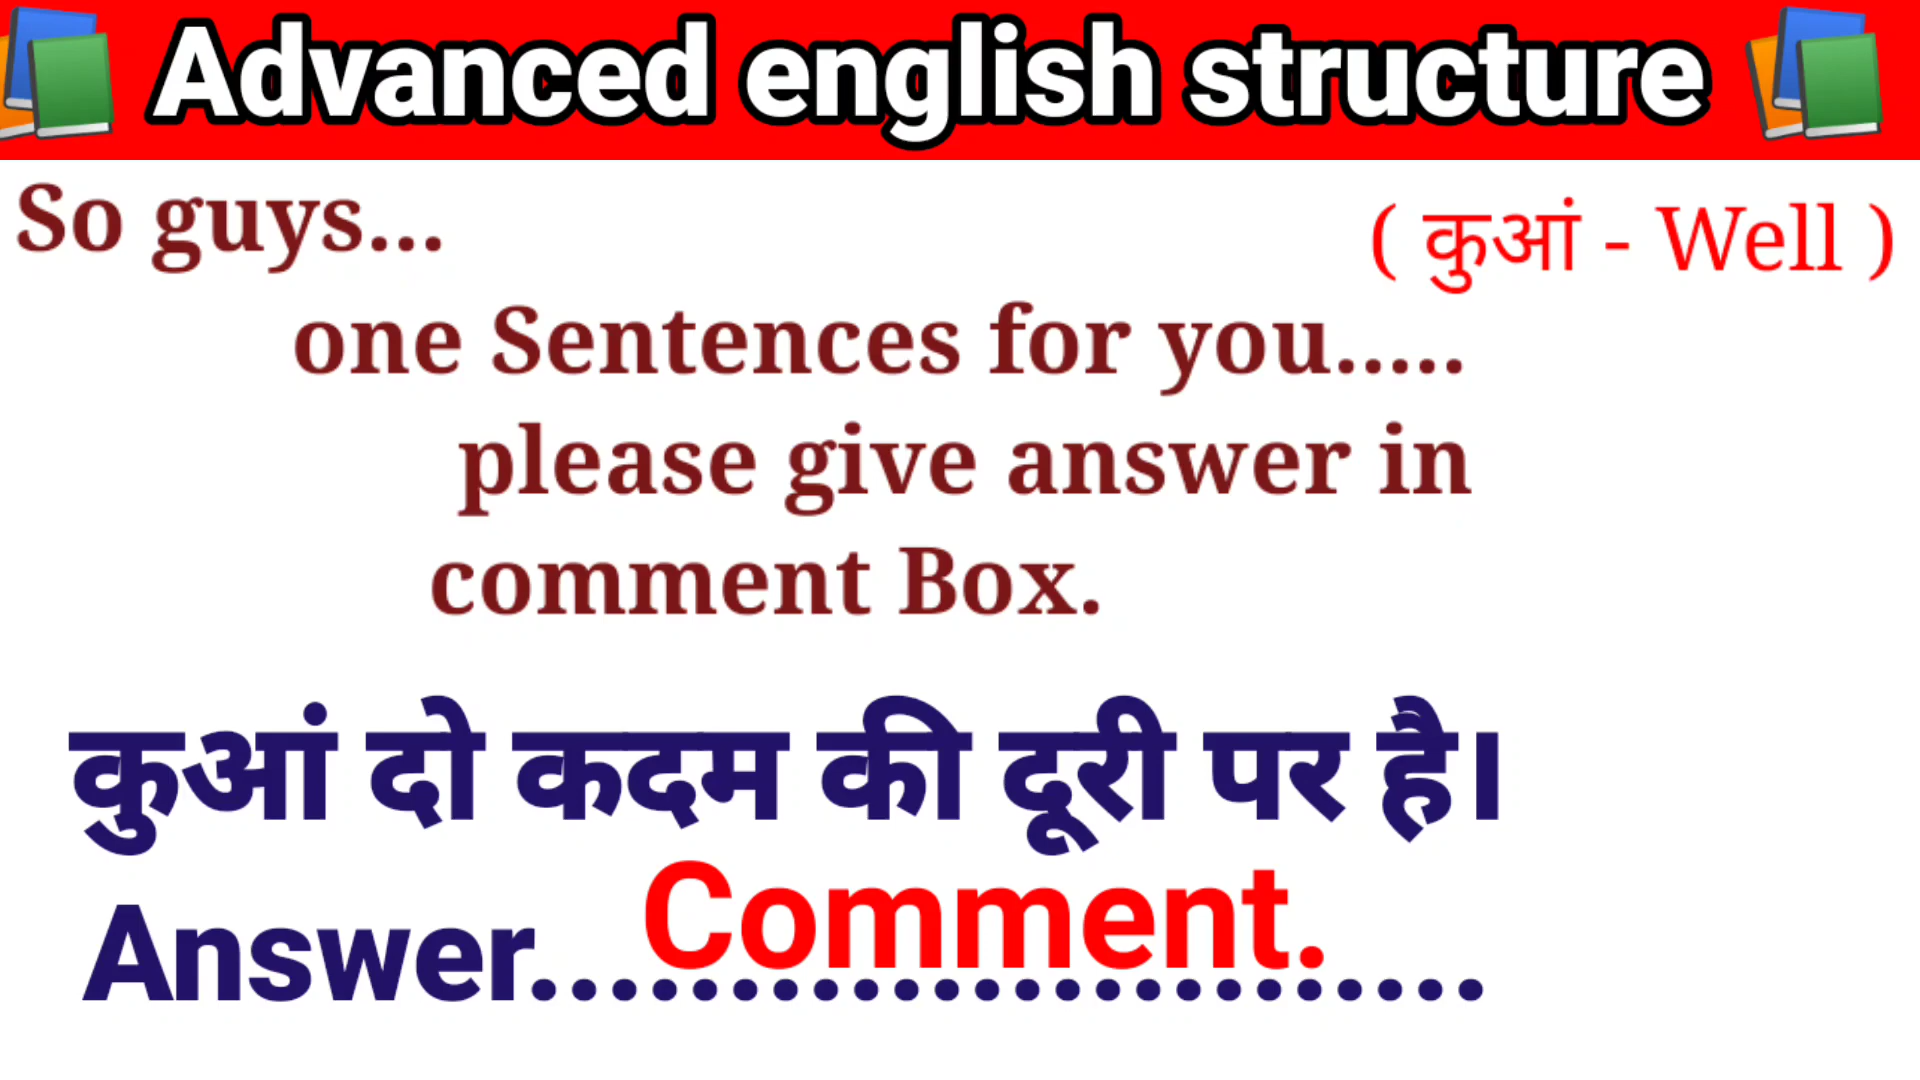 Advanced english structure
So guys...
( कुआं - Well )
one Sentences for you.....
please give answer in
comment Box.
कुआं दो कदम की दूरी पर है।
Comment.
Answer........................